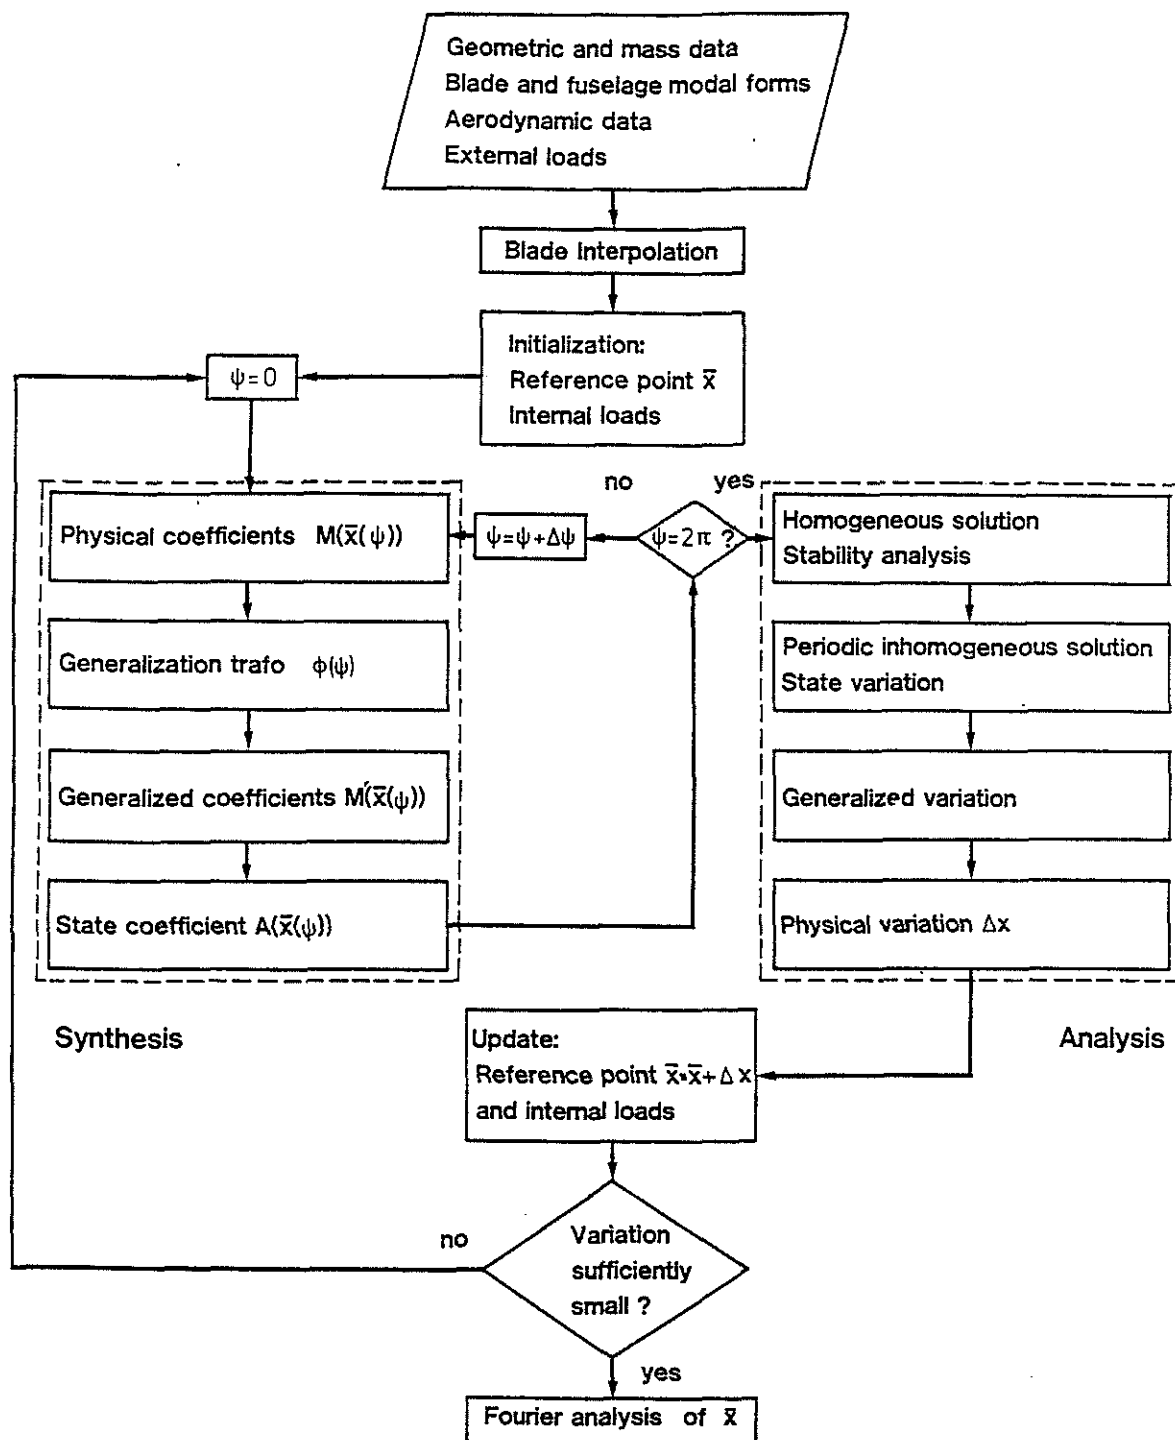 Geometric and mass data
Blade and fuselage modal forms
Aerodynamic data
External loads
Blade Interpolation
Initialization:
Reference point x̄
Internal loads
ψ=0
no
yes
Physical coefficients M(x̄(ψ))
ψ=ψ+Δψ
ψ=2π ?
Homogeneous solution
Stability analysis
Generalization trafo ϕ(ψ)
Periodic inhomogeneous solution
State variation
Generalized coefficients M'(x̄(ψ))
Generalized variation
State coefficient A(x̄(ψ))
Physical variation Δx
Synthesis
Analysis
Update:
Reference point x̄=x̄+Δx
and internal loads
no
Variation
sufficiently
small ?
yes
Fourier analysis of x̄